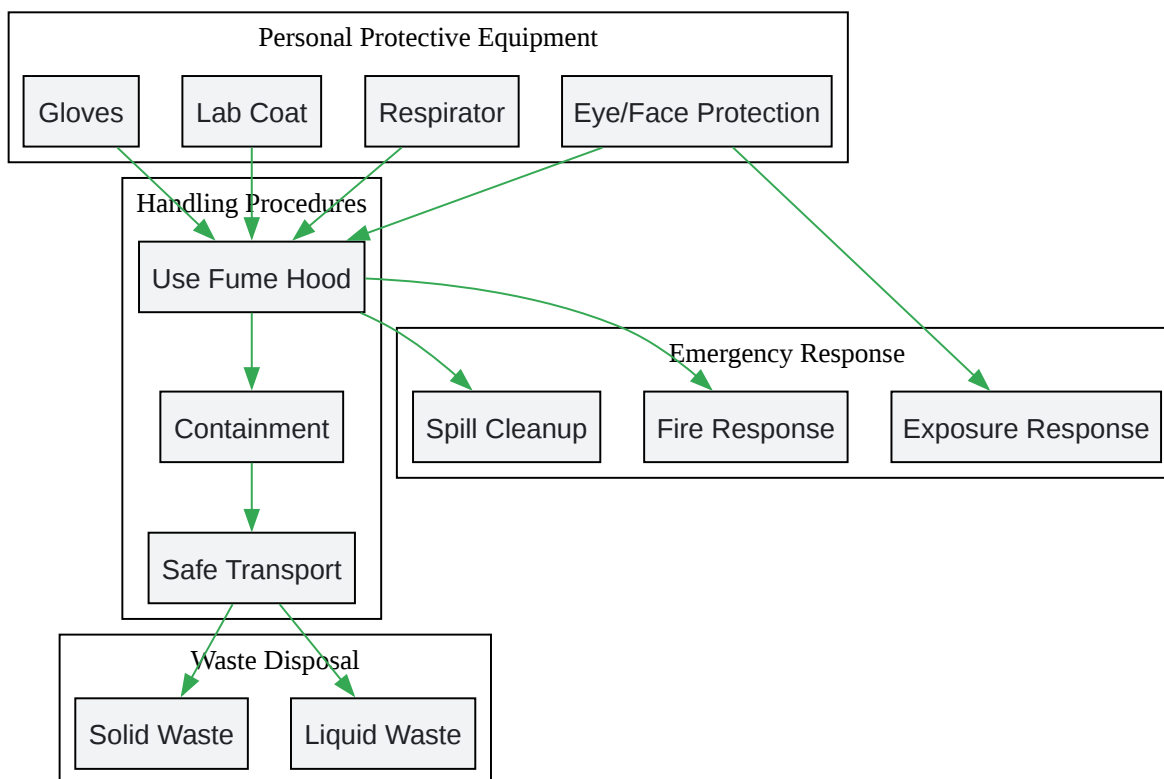 Personal Protective Equipment
Gloves
Lab Coat
Respirator
Eye/Face Protection
Handling Procedures
Use Fume Hood
Emergency Response
Containment
Spill Cleanup
Fire Response
Exposure Response
Safe Transport
Waste Disposal
Solid Waste
Liquid Waste